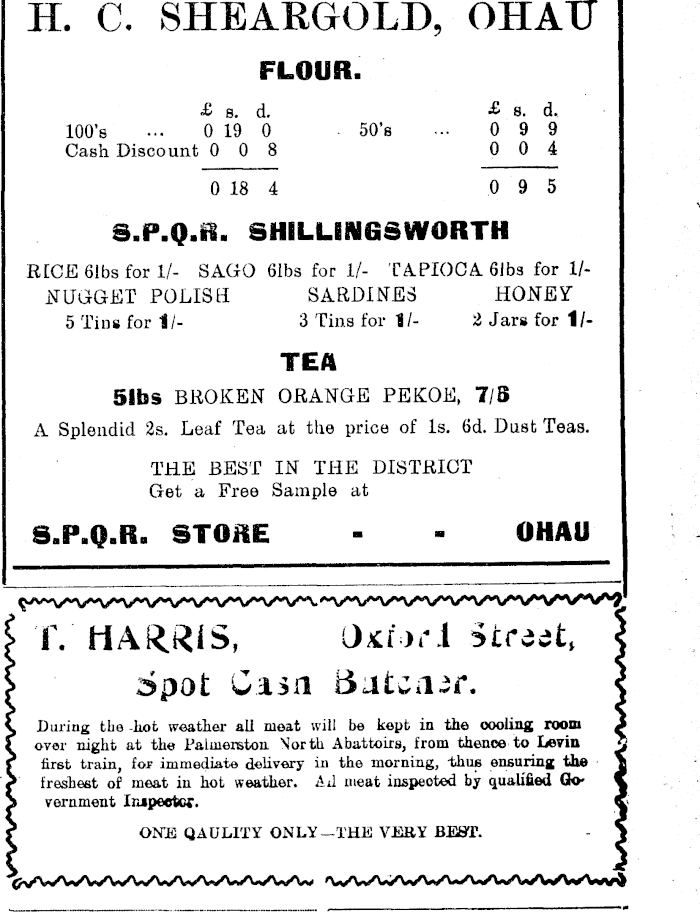 H. C. SHEARGOLD, OHAU
FLOUR.
£ s. d. £ s. d.
100's ... 0 19 0 50's ... 0 9 9
Cash Discount 0 0 8 0 0 4
0 18 4 0 9 5
S.P.Q.R. SHILLINGSWORTH
RICE 6lbs for 1/- SAGO 6lbs for 1/- TAPIOCA 6lbs for 1/-
NUGGET POLISH SARDINES HONEY
5 Tins for 1/- 3 Tins for 1/- 2 Jars for 1/-
TEA
5lbs BROKEN ORANGE PEKOE, 7/6
A Splendid 2s. Leaf Tea at the price of 1s. 6d. Dust Teas.
THE BEST IN THE DISTRICT
Get a Free Sample at
S.P.Q.R. STORE - - OHAU
T. HARRIS, Oxford Street,
Spot Cash Butcher.
During the hot weather all meat will be kept in the cooling room
over night at the Palmerston North Abattoirs, from thence to Levin
first train, for immediate delivery in the morning, thus ensuring the
freshest of meat in hot weather. All meat inspected by qualified Go-
vernment Inspector.
ONE QAULITY ONLY—THE VERY BEST.